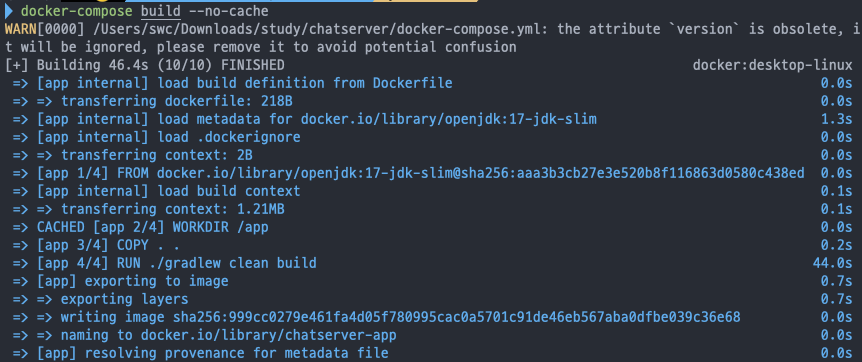 docker-compose build --no-cache
WARN[0000] /Users/swc/Downloads/study/chatserver/docker-compose.yml: the attribute `version` is obsolete, i
t will be ignored, please remove it to avoid potential confusion
[+] Building 46.4s (10/10) FINISHED docker:desktop-linux
=> [app internal] load build definition from Dockerfile 0.0s
=> => transferring dockerfile: 218B 0.0s
=> [app internal] load metadata for docker.io/library/openjdk:17-jdk-slim 1.3s
=> [app internal] load .dockerignore 0.0s
=> => transferring context: 2B 0.0s
=> [app 1/4] FROM docker.io/library/openjdk:17-jdk-slim@sha256:aaa3b3cb27e3e520b8f116863d0580c438ed 0.0s
=> [app internal] load build context 0.1s
=> => transferring context: 1.21MB 0.1s
=> CACHED [app 2/4] WORKDIR /app 0.0s
=> [app 3/4] COPY . . 0.2s
=> [app 4/4] RUN ./gradlew clean build 44.0s
=> [app] exporting to image 0.7s
=> => exporting layers 0.7s
=> => writing image sha256:999cc0279e461fa4d05f780995cac0a5701c91de46eb567aba0dfbe039c36e68 0.0s
=> => naming to docker.io/library/chatserver-app 0.0s
=> [app] resolving provenance for metadata file 0.0s